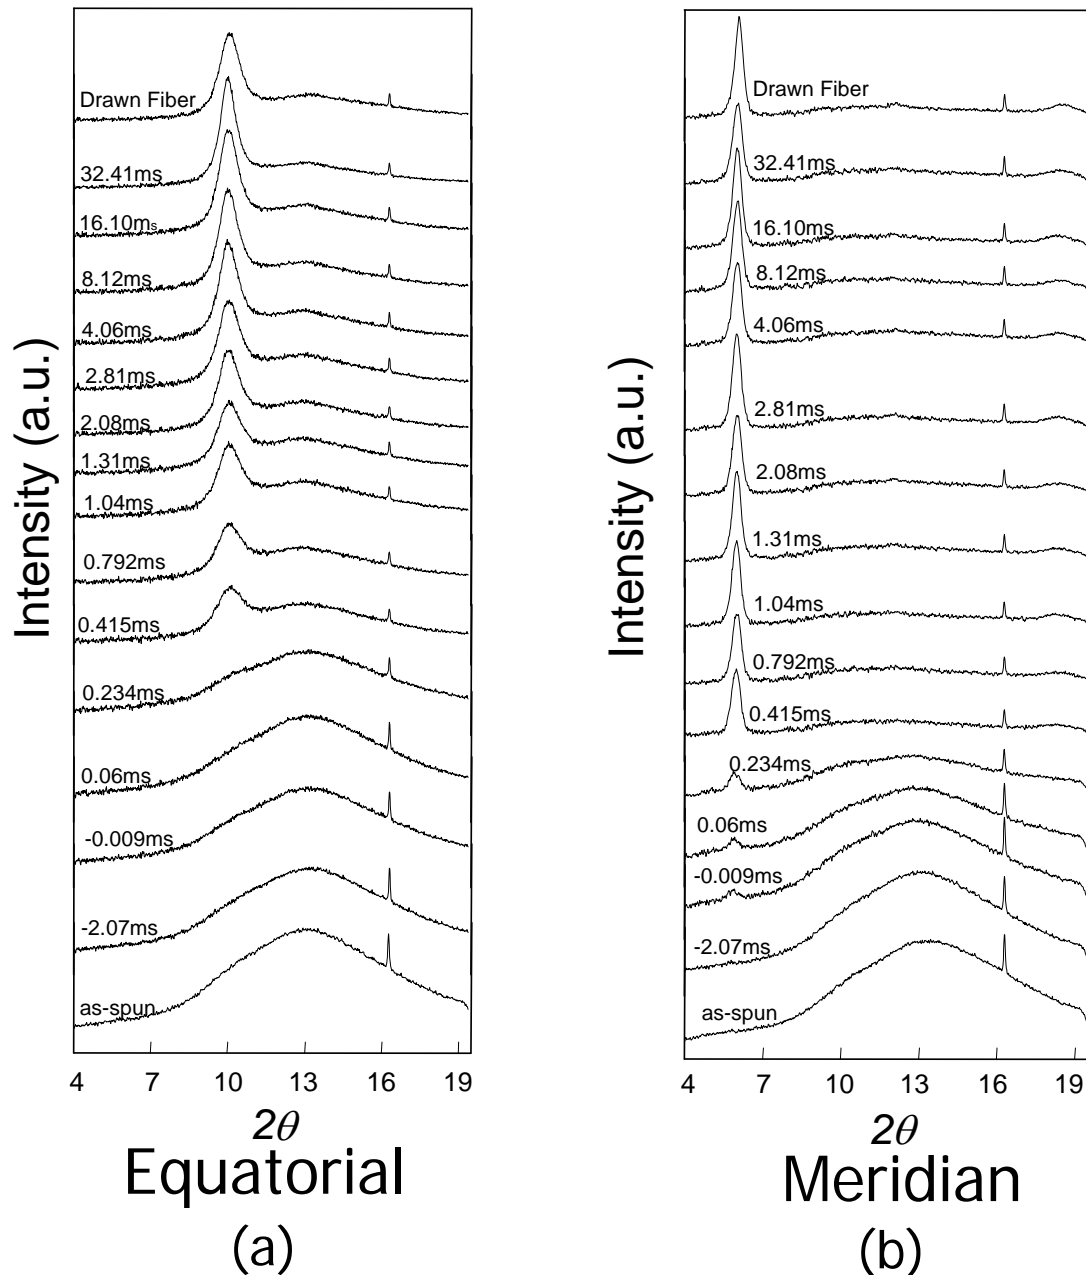 Intensity (a.u.)
Drawn Fiber
32.41ms
16.10ms
8.12ms
4.06ms
2.81ms
2.08ms
1.31ms
1.04ms
0.792ms
0.415ms
0.234ms
0.06ms
-0.009ms
-2.07ms
as-spun
4 7 10 13 16 19
2θ
Equatorial
(a)
Intensity (a.u.)
Drawn Fiber
32.41ms
16.10ms
8.12ms
4.06ms
2.81ms
2.08ms
1.31ms
1.04ms
0.792ms
0.415ms
0.234ms
0.06ms
-0.009ms
-2.07ms
as-spun
4 7 10 13 16 19
2θ
Meridian
(b)